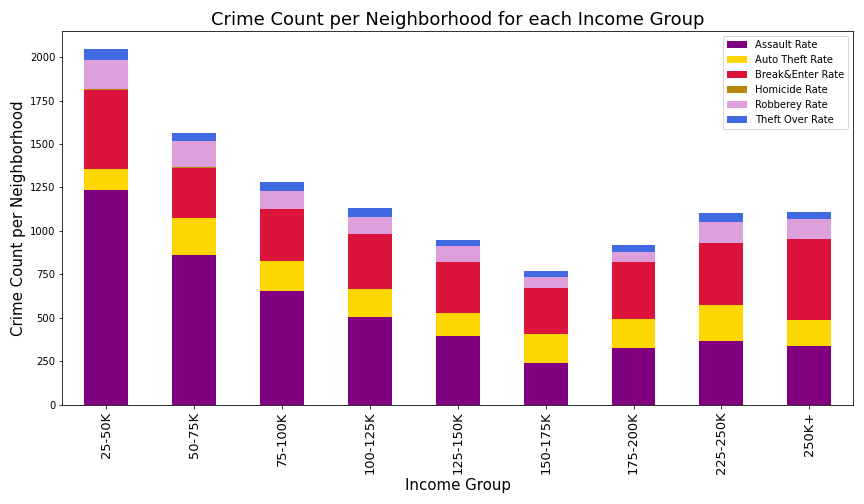 Crime Count per Neighborhood for each Income Group
Assault Rate
Auto Theft Rate
Break&Enter Rate
Homicide Rate
Robberey Rate
Theft Over Rate
Crime Count per Neighborhood
2000
1750
1500
1250
1000
750
500
250
0
25-50K
50-75K
75-100K
100-125K
125-150K
150-175K
175-200K
225-250K
250K+
Income Group